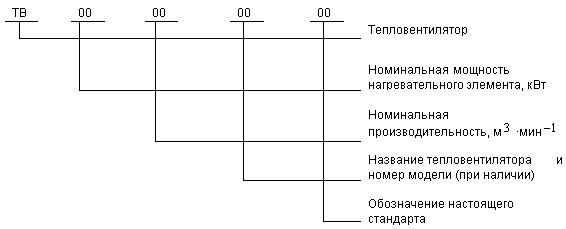 ТВ 00 00 00 00
Тепловентилятор
Номинальная мощность
нагревательного элемента, кВт
Номинальная
производительность, м³ ·мин⁻¹
Название тепловентилятора и
номер модели (при наличии)
Обозначение настоящего
стандарта